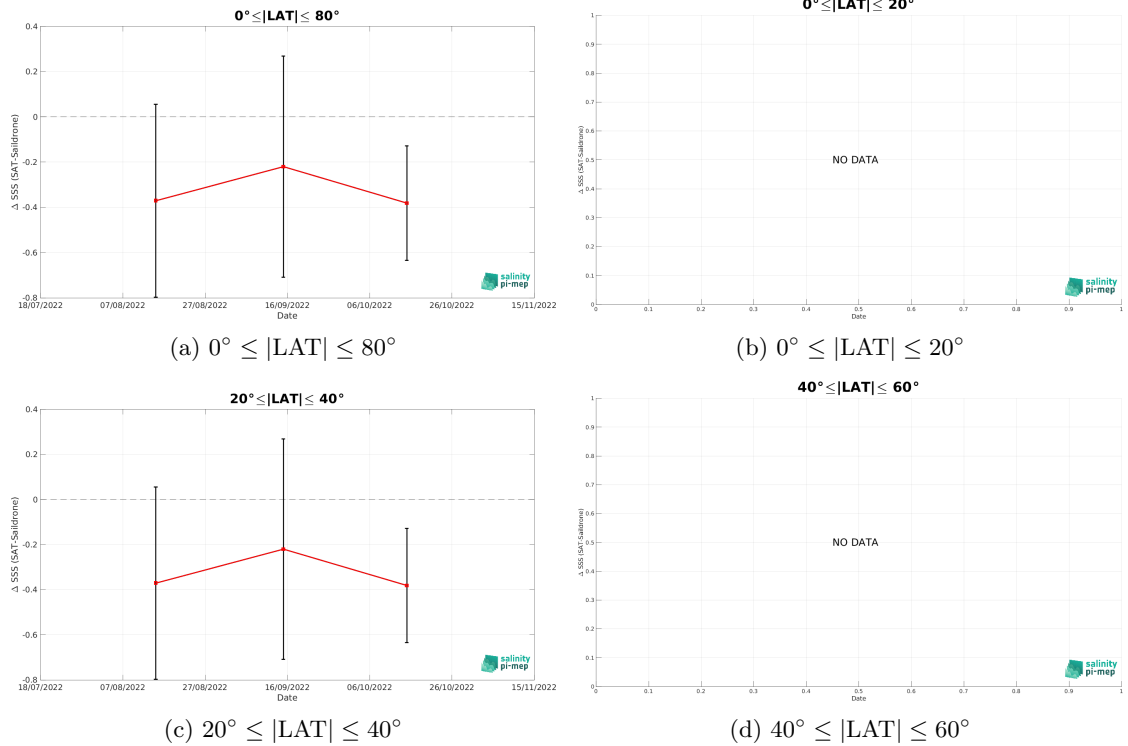 0°≤|LAT|≤ 80°
0.4
0.2
0
-0.2
-0.4
-0.6
-0.8
Δ SSS (SAT-Saildrone)
18/07/2022 07/08/2022 27/08/2022 16/09/2022 06/10/2022 26/10/2022 15/11/2022
Date
salinity
pi-mep
(a) 0° ≤ |LAT| ≤ 80°
0°≤|LAT|≤ 20°
1
0.9
0.8
0.7
0.6
0.5
0.4
0.3
0.2
0.1
0
Δ SSS (SAT-Saildrone)
NO DATA
0 0.1 0.2 0.3 0.4 0.5 0.6 0.7 0.8 0.9 1
Date
salinity
pi-mep
(b) 0° ≤ |LAT| ≤ 20°
20°≤|LAT|≤ 40°
0.4
0.2
0
-0.2
-0.4
-0.6
-0.8
Δ SSS (SAT-Saildrone)
18/07/2022 07/08/2022 27/08/2022 16/09/2022 06/10/2022 26/10/2022 15/11/2022
Date
salinity
pi-mep
(c) 20° ≤ |LAT| ≤ 40°
40°≤|LAT|≤ 60°
1
0.9
0.8
0.7
0.6
0.5
0.4
0.3
0.2
0.1
0
Δ SSS (SAT-Saildrone)
NO DATA
0 0.1 0.2 0.3 0.4 0.5 0.6 0.7 0.8 0.9 1
Date
salinity
pi-mep
(d) 40° ≤ |LAT| ≤ 60°